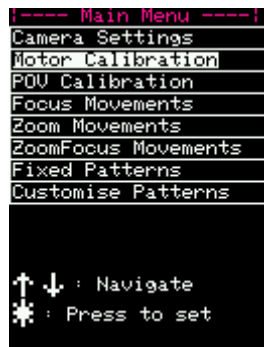 |---- Main Menu ----|
Camera Settings
Motor Calibration
POV Calibration
Focus Movements
Zoom Movements
ZoomFocus Movements
Fixed Patterns
Customise Patterns
↑ ↓ : Navigate
✱ : Press to set